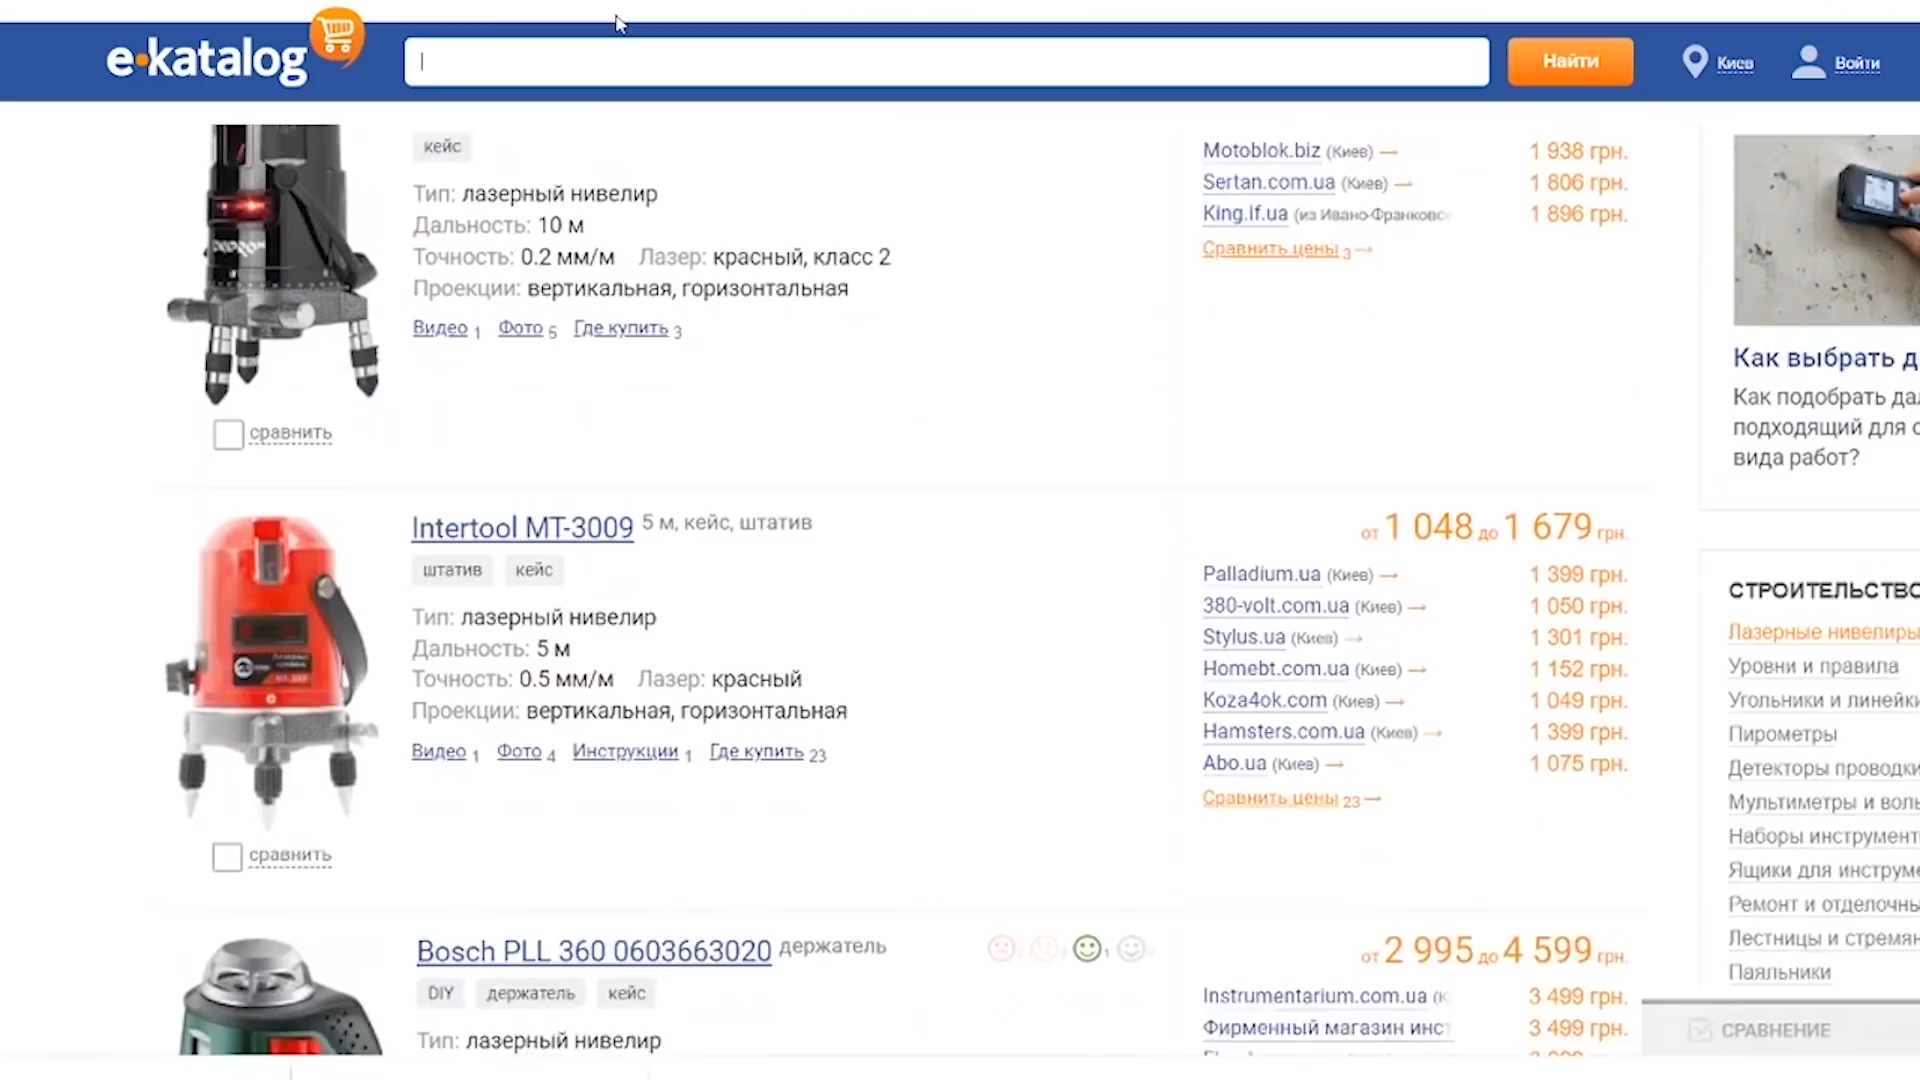 e·katalog
Найти
Киев
Войти
кейс
Тип: лазерный нивелир
Дальность: 10 м
Точность: 0.2 мм/м Лазер: красный, класс 2
Проекции: вертикальная, горизонтальная
Видео 1 Фото 5 Где купить 3
сравнить
Motoblok.biz (Киев) → 1 938 грн.
Sertan.com.ua (Киев) → 1 806 грн.
King.if.ua (из Ивано-Франковс 1 896 грн.
Сравнить цены 3 →
Intertool MT-3009 5 м, кейс, штатив
штатив кейс
Тип: лазерный нивелир
Дальность: 5 м
Точность: 0.5 мм/м Лазер: красный
Проекции: вертикальная, горизонтальная
Видео 1 Фото 4 Инструкции 1 Где купить 23
сравнить
от 1 048 до 1 679 грн.
Palladium.ua (Киев) → 1 399 грн.
380-volt.com.ua (Киев) → 1 050 грн.
Stylus.ua (Киев) → 1 301 грн.
Homebt.com.ua (Киев) → 1 152 грн.
Koza4ok.com (Киев) → 1 049 грн.
Hamsters.com.ua (Киев) → 1 399 грн.
Abo.ua (Киев) → 1 075 грн.
Сравнить цены 23 →
Bosch PLL 360 0603663020 держатель
1
DIY держатель кейс
Тип: лазерный нивелир
от 2 995 до 4 599 грн.
Instrumentarium.com.ua (К 3 499 грн.
Фирменный магазин инст 3 499 грн.
Как выбрать д
Как подобрать да
подходящий для с
вида работ?
СТРОИТЕЛЬСТВО
Лазерные нивелиры
Уровни и правила
Угольники и линейки
Пирометры
Детекторы проводки
Мультиметры и воль
Наборы инструмент
Ящики для инструме
Ремонт и отделочны
Лестницы и стремян
Паяльники
СРАВНЕНИЕ